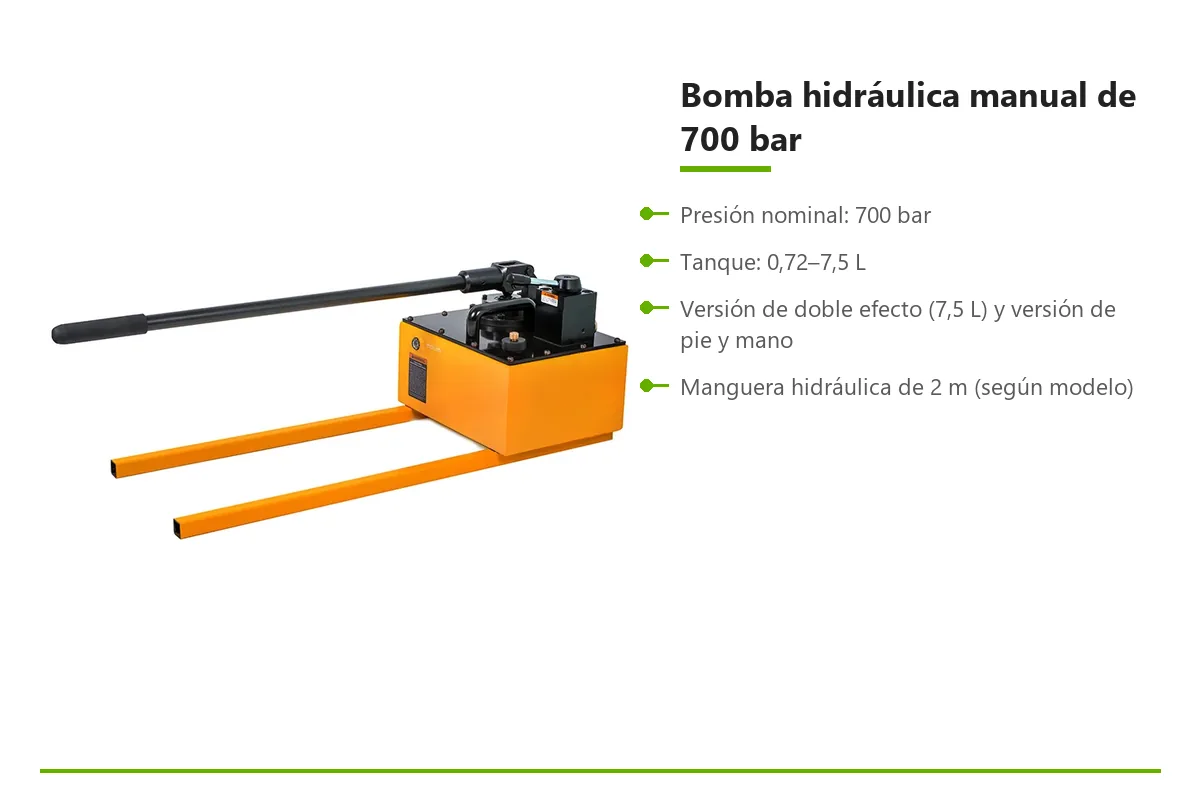 Bomba hidráulica manual de
700 bar
Presión nominal: 700 bar
Tanque: 0,72–7,5 L
Versión de doble efecto (7,5 L) y versión de
pie y mano
Manguera hidráulica de 2 m (según modelo)